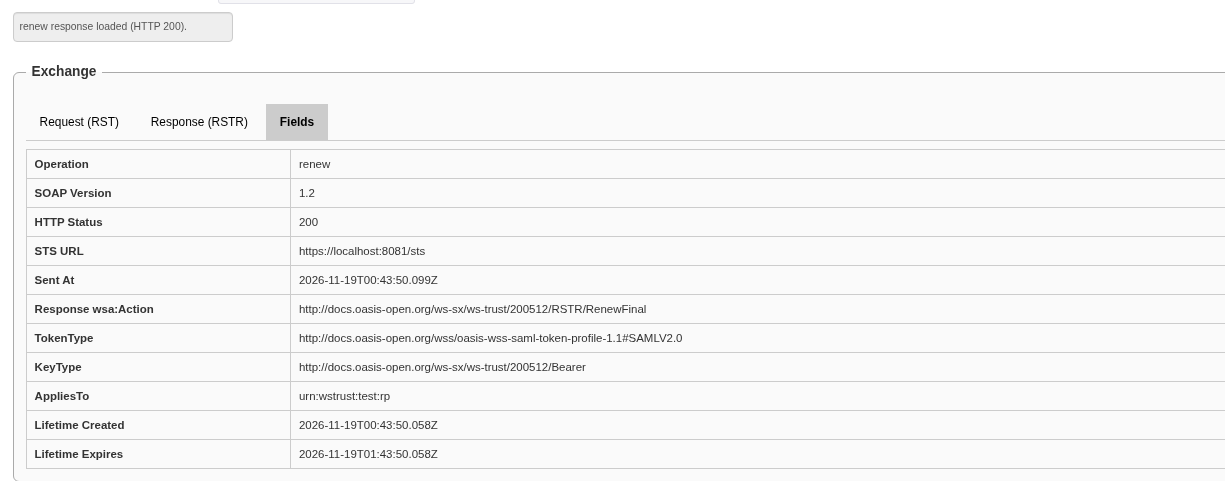 renew response loaded (HTTP 200).
Exchange
Request (RST) Response (RSTR) Fields
Operation renew
SOAP Version 1.2
HTTP Status 200
STS URL https://localhost:8081/sts
Sent At 2026-11-19T00:43:50.099Z
Response wsa:Action http://docs.oasis-open.org/ws-sx/ws-trust/200512/RSTR/RenewFinal
TokenType http://docs.oasis-open.org/wss/oasis-wss-saml-token-profile-1.1#SAMLV2.0
KeyType http://docs.oasis-open.org/ws-sx/ws-trust/200512/Bearer
AppliesTo urn:wstrust:test:rp
Lifetime Created 2026-11-19T00:43:50.058Z
Lifetime Expires 2026-11-19T01:43:50.058Z